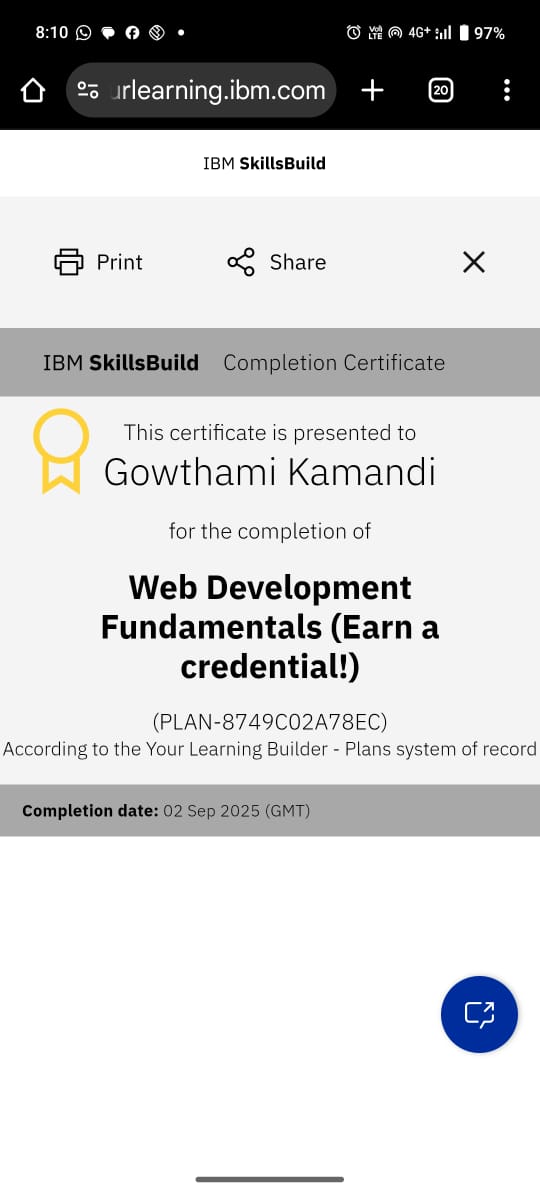 8:10 Vo) LTE 4G+ 97%
urlearning.ibm.com 20
IBM SkillsBuild
Print Share
IBM SkillsBuild Completion Certificate
This certificate is presented to
Gowthami Kamandi
for the completion of
Web Development
Fundamentals (Earn a
credential!)
(PLAN-8749C02A78EC)
According to the Your Learning Builder - Plans system of record
Completion date: 02 Sep 2025 (GMT)